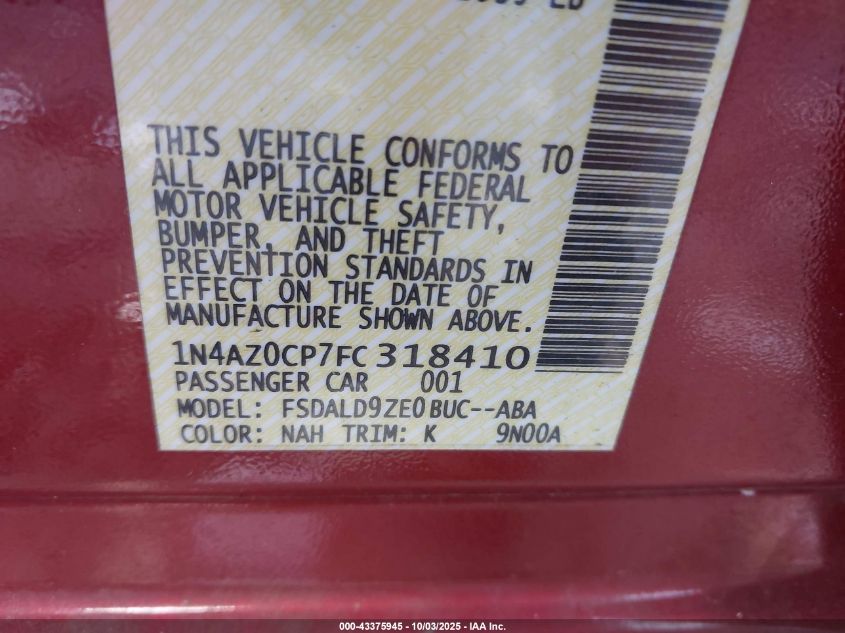 THIS VEHICLE CONFORMS TO
ALL APPLICABLE FEDERAL
MOTOR VEHICLE SAFETY,
BUMPER, AND THEFT
PREVENTION STANDARDS IN
EFFECT ON THE DATE OF
MANUFACTURE SHOWN ABOVE.
1N4AZ0CP7FC318410
PASSENGER CAR 001
MODEL: FSDALD9ZE0BUC--ABA
COLOR: NAH TRIM: K 9N00A
000-43375945 - 10/03/2025 - IAA Inc.